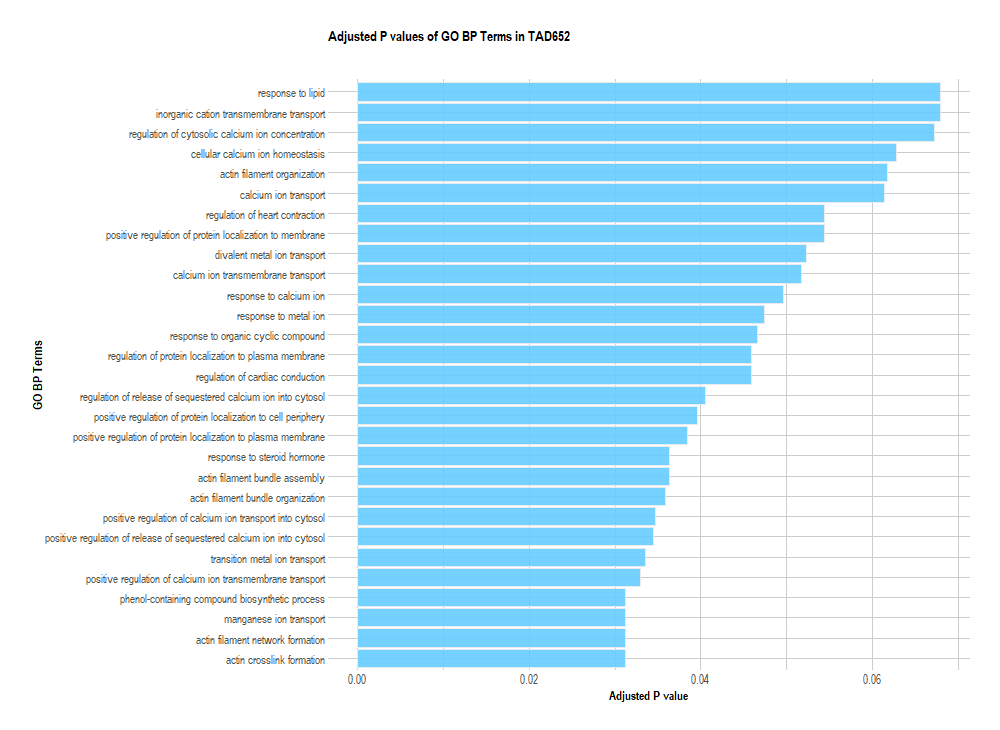 Adjusted P values of GO BP Terms in TAD652
response to lipid
inorganic cation transmembrane transport
regulation of cytosolic calcium ion concentration
cellular calcium ion homeostasis
actin filament organization
calcium ion transport
regulation of heart contraction
positive regulation of protein localization to membrane
divalent metal ion transport
calcium ion transmembrane transport
response to calcium ion
response to metal ion
response to organic cyclic compound
regulation of protein localization to plasma membrane
regulation of cardiac conduction
regulation of release of sequestered calcium ion into cytosol
positive regulation of protein localization to cell periphery
positive regulation of protein localization to plasma membrane
response to steroid hormone
actin filament bundle assembly
actin filament bundle organization
positive regulation of calcium ion transport into cytosol
positive regulation of release of sequestered calcium ion into cytosol
transition metal ion transport
positive regulation of calcium ion transmembrane transport
phenol-containing compound biosynthetic process
manganese ion transport
actin filament network formation
actin crosslink formation
GO BP Terms
0.00 0.02 0.04 0.06
Adjusted P value